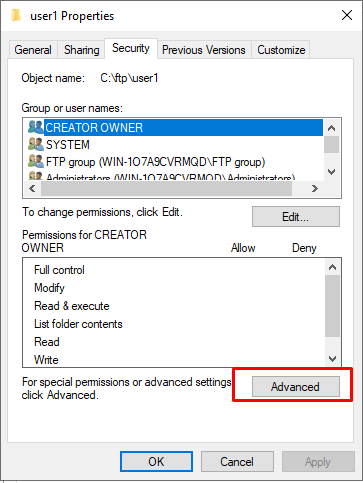 user1 Properties
General Sharing Security Previous Versions Customize
Object name: C:\ftp\user1
Group or user names:
CREATOR OWNER
SYSTEM
FTP group (WIN-1O7A9CVRMQD\FTP group)
Administrators (WIN-1O7A9CVRMQD\Administrators)
To change permissions, click Edit.
Edit...
Permissions for CREATOR
OWNER Allow Deny
Full control
Modify
Read & execute
List folder contents
Read
Write
For special permissions or advanced settings,
click Advanced.
Advanced
OK Cancel Apply